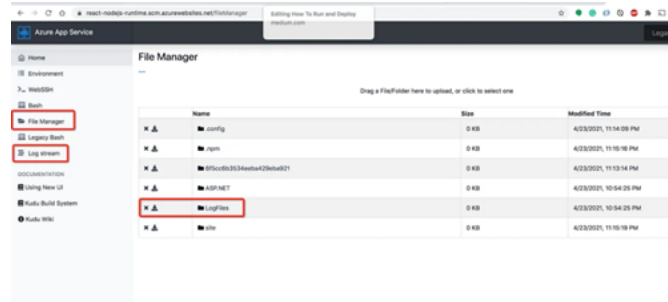 react-nodejs-runtime.scm.azurewebsites.net/fileManager
Editing How To Run and Deploy
medium.com
Azure App Service
Home
Environment
WebSSH
Bash
File Manager
Legacy Bash
Log stream
DOCUMENTATION
Using New UI
Kudu Build System
Kudu Wiki
File Manager
...
Drag a File/Folder here to upload, or click to select one
Name Size Modified Time
.config 0 KB 4/23/2021, 11:14:09 PM
.npm 0 KB 4/23/2021, 11:15:16 PM
0 KB 4/23/2021, 11:13:14 PM
ASP.NET 0 KB 4/23/2021, 10:54:25 PM
LogFiles 0 KB 4/23/2021, 10:54:25 PM
site 0 KB 4/23/2021, 11:15:19 PM